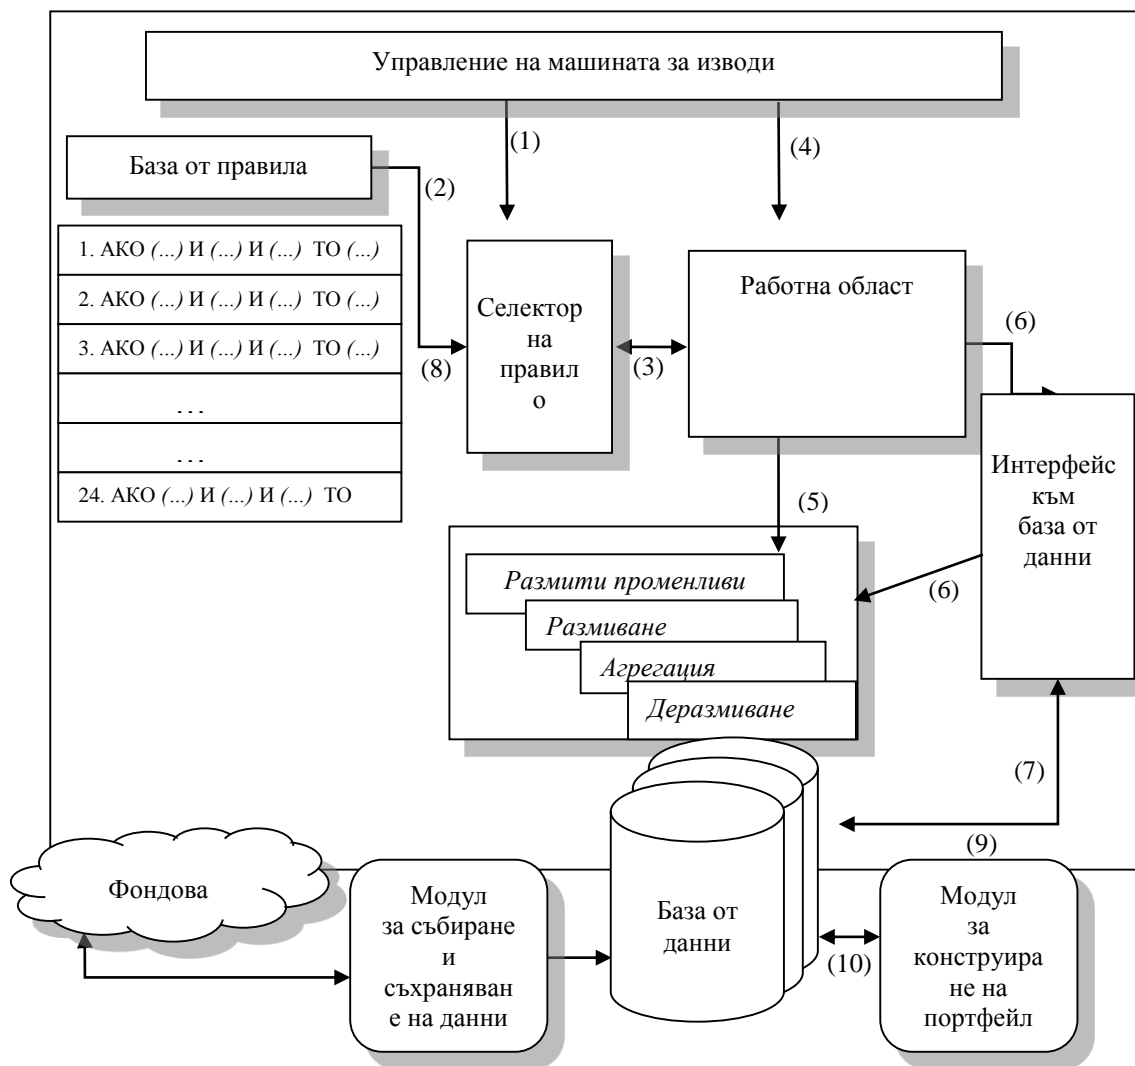 Управление на машината за изводи
(1)
(4)
База от правила
(2)
1. АКО (...) И (...) И (...)  ТО (...)
2. АКО (...) И (...) И (...)  ТО (...)
3. АКО (...) И (...) И (...)  ТО (...)
...
...
24. АКО (...) И (...) И (...)  ТО
(8)
Селектор
на
правил
о
(3)
Работна област
(6)
Интерфейс
към
база от
данни
(5)
(6)
Размити променливи
Размиване
Агрегация
Деразмиване
(7)
(9)
Фондова
Модул
за събиране
и
съхраняван
е на данни
База от
данни
(10)
Модул
за
конструира
не на
портфейл